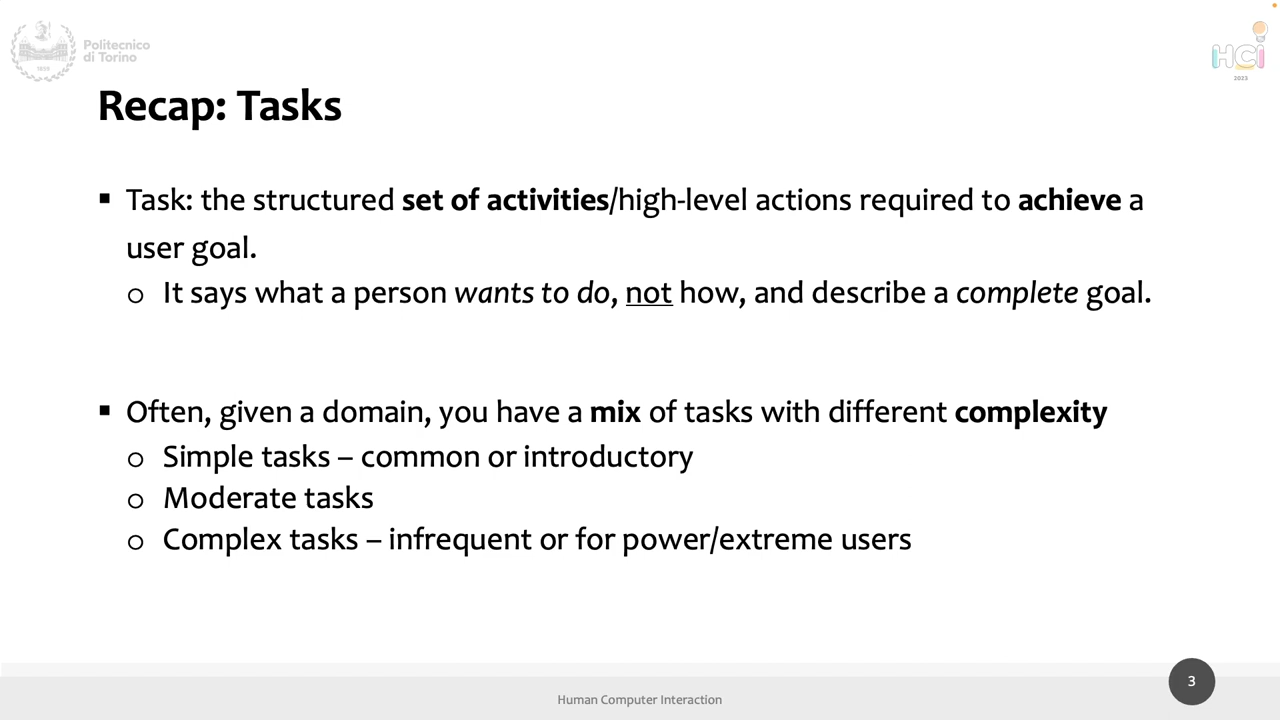 Politecnico
di Torino
1859
HCI
2023
Recap: Tasks
▪ Task: the structured set of activities/high-level actions required to achieve a
user goal.
o It says what a person wants to do, not how, and describe a complete goal.
▪ Often, given a domain, you have a mix of tasks with different complexity
o Simple tasks – common or introductory
o Moderate tasks
o Complex tasks – infrequent or for power/extreme users
Human Computer Interaction
3